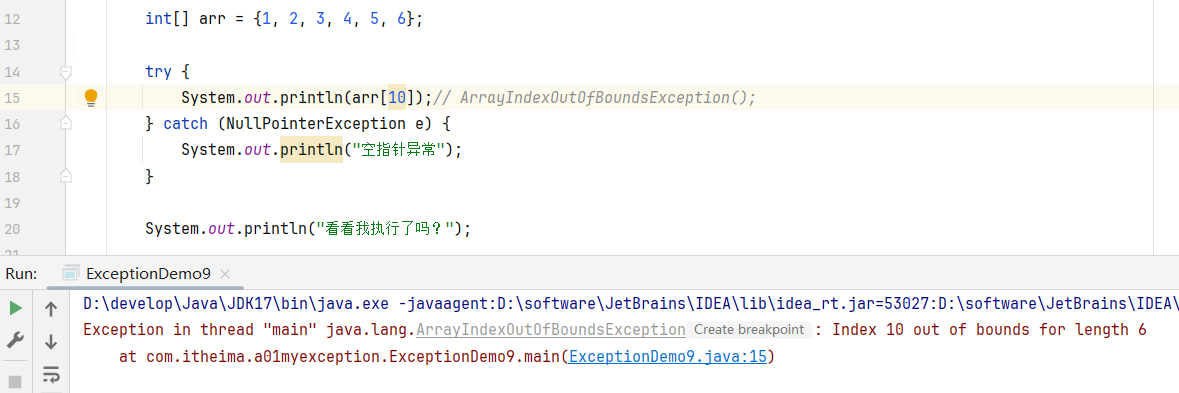 12 int[] arr = {1, 2, 3, 4, 5, 6};
13
14 try {
15 System.out.println(arr[10]);// ArrayIndexOutOfBoundsException();
16 } catch (NullPointerException e) {
17 System.out.println("空指针异常");
18 }
19
20 System.out.println("看看我执行了吗？");
21
Run: ExceptionDemo9
D:\develop\Java\JDK17\bin\java.exe -javaagent:D:\software\JetBrains\IDEA\lib\idea_rt.jar=53027:D:\software\JetBrains\IDEA\
Exception in thread "main" java.lang.ArrayIndexOutOfBoundsException Create breakpoint : Index 10 out of bounds for length 6
at com.itheima.a01myexception.ExceptionDemo9.main(ExceptionDemo9.java:15)